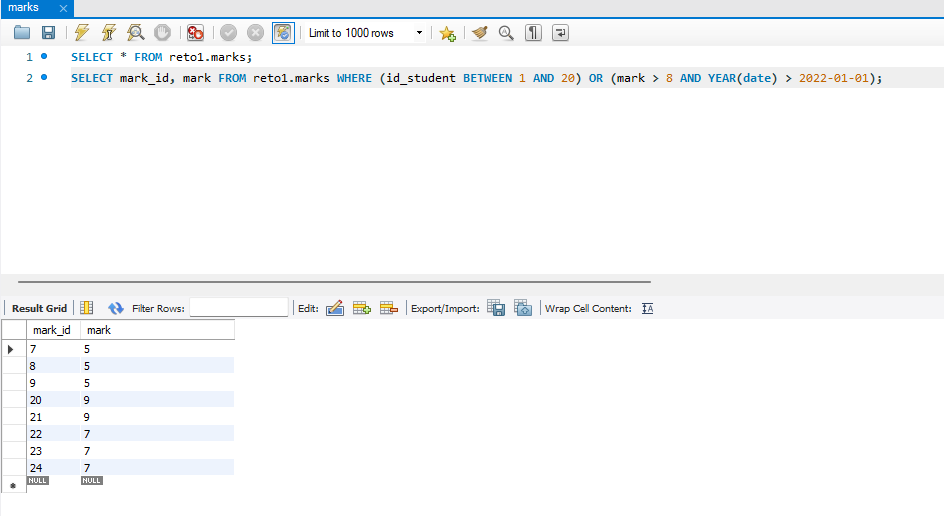 marks
Limit to 1000 rows
1 SELECT * FROM reto1.marks;
2 SELECT mark_id, mark FROM reto1.marks WHERE (id_student BETWEEN 1 AND 20) OR (mark > 8 AND YEAR(date) > 2022-01-01);
Result Grid Filter Rows: Edit: Export/Import: Wrap Cell Content:
mark_id mark
7 5
8 5
9 5
20 9
21 9
22 7
23 7
24 7
NULL NULL